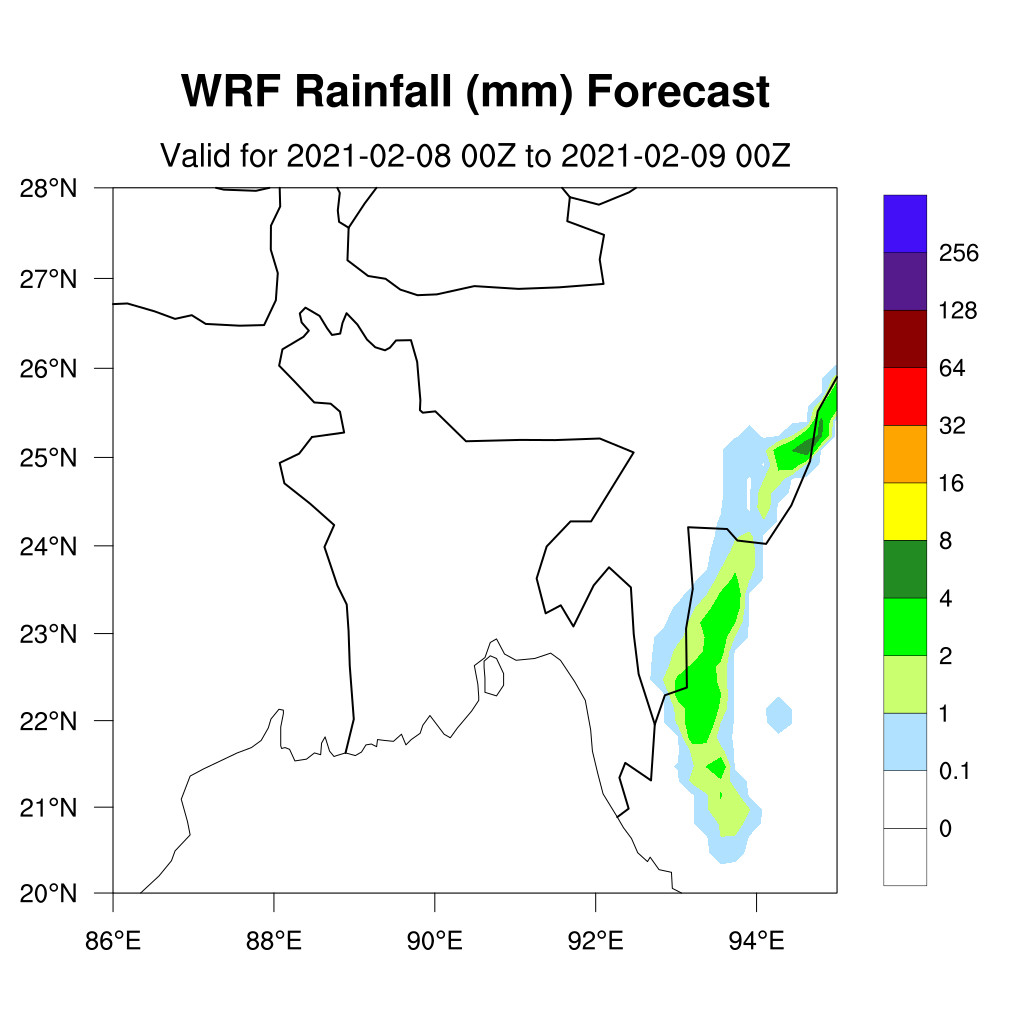 WRF Rainfall (mm) Forecast
Valid for 2021-02-08 00Z to 2021-02-09 00Z
28°N
27°N
26°N
25°N
24°N
23°N
22°N
21°N
20°N
86°E
88°E
90°E
92°E
94°E
256
128
64
32
16
8
4
2
1
0.1
0